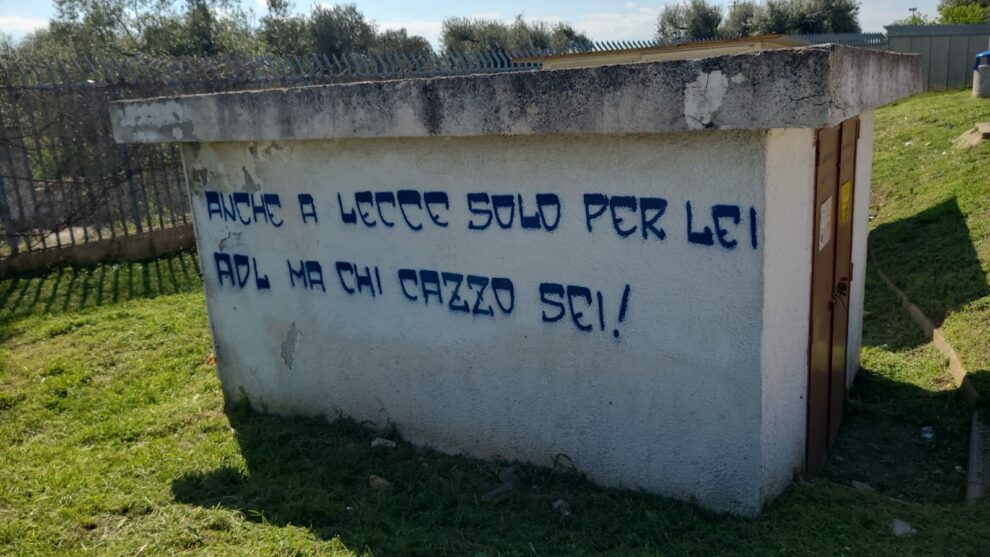 ANCHE A LECCE SOLO PER LEI
ADL MA CHI CAZZO SEI!